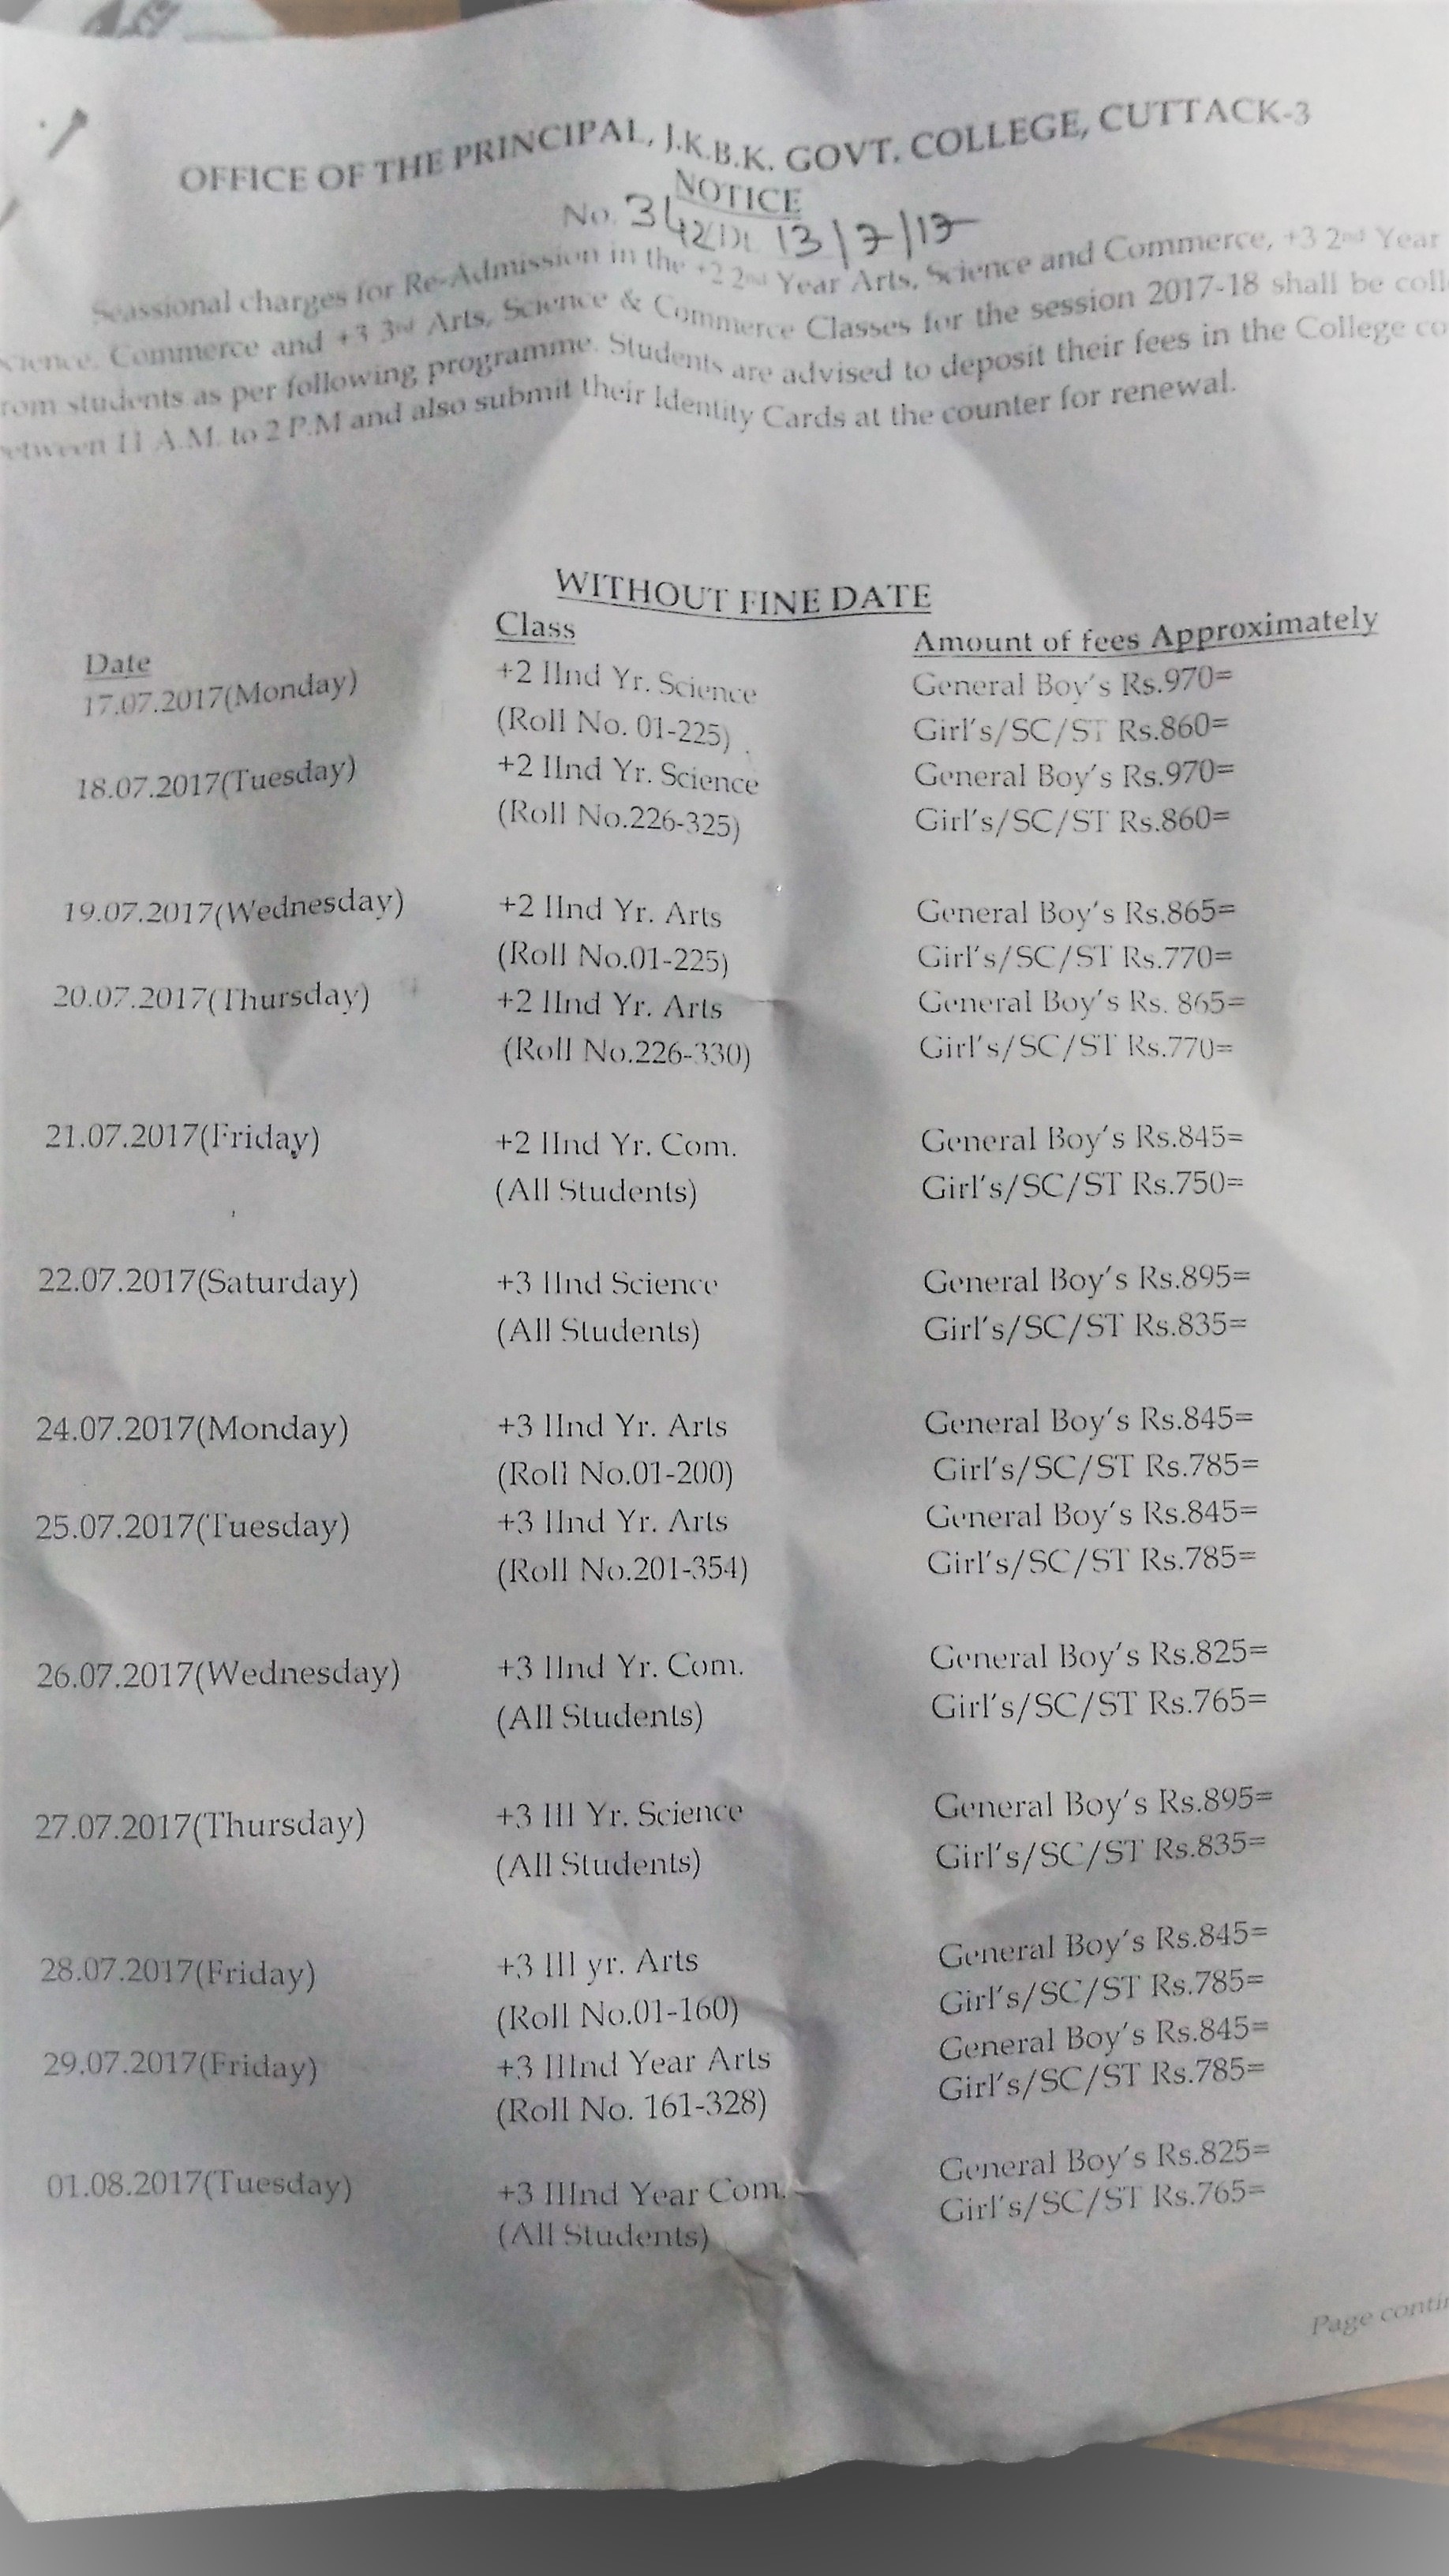 OFFICE OF THE PRINCIPAL, J.K.B.K. GOVT. COLLEGE, CUTTACK-3
NOTICE
No. 342/Dt. 13/7/17
Seassional charges for Re-Admission in the +2 2nd Year Arts, Science and Commerce, +3 2nd Year
Science, Commerce and +3 3rd Arts, Science & Commerce Classes for the session 2017-18 shall be coll
rom students as per following programme. Students are advised to deposit their fees in the College co
between 11 A.M. to 2 P.M and also submit their Identity Cards at the counter for renewal.
WITHOUT FINE DATE
Date Class Amount of fees Approximately
17.07.2017(Monday) +2 IInd Yr. Science General Boy's Rs.970=
(Roll No. 01-225) Girl's/SC/ST Rs.860=
18.07.2017(Tuesday) +2 IInd Yr. Science General Boy's Rs.970=
(Roll No.226-325) Girl's/SC/ST Rs.860=
19.07.2017(Wednesday) +2 IInd Yr. Arts General Boy's Rs.865=
(Roll No.01-225) Girl's/SC/ST Rs.770=
20.07.2017(Thursday) +2 IInd Yr. Arts General Boy's Rs. 865=
(Roll No.226-330) Girl's/SC/ST Rs.770=
21.07.2017(Friday) +2 IInd Yr. Com. General Boy's Rs.845=
(All Students) Girl's/SC/ST Rs.750=
22.07.2017(Saturday) +3 IInd Science General Boy's Rs.895=
(All Students) Girl's/SC/ST Rs.835=
24.07.2017(Monday) +3 IInd Yr. Arts General Boy's Rs.845=
(Roll No.01-200) Girl's/SC/ST Rs.785=
25.07.2017(Tuesday) +3 IInd Yr. Arts General Boy's Rs.845=
(Roll No.201-354) Girl's/SC/ST Rs.785=
26.07.2017(Wednesday) +3 IInd Yr. Com. General Boy's Rs.825=
(All Students) Girl's/SC/ST Rs.765=
27.07.2017(Thursday) +3 III Yr. Science General Boy's Rs.895=
(All Students) Girl's/SC/ST Rs.835=
28.07.2017(Friday) +3 III yr. Arts General Boy's Rs.845=
(Roll No.01-160) Girl's/SC/ST Rs.785=
29.07.2017(Friday) +3 IIInd Year Arts General Boy's Rs.845=
(Roll No. 161-328) Girl's/SC/ST Rs.785=
01.08.2017(Tuesday) +3 IIInd Year Com. General Boy's Rs.825=
(All Students) Girl's/SC/ST Rs.765=
Page contin